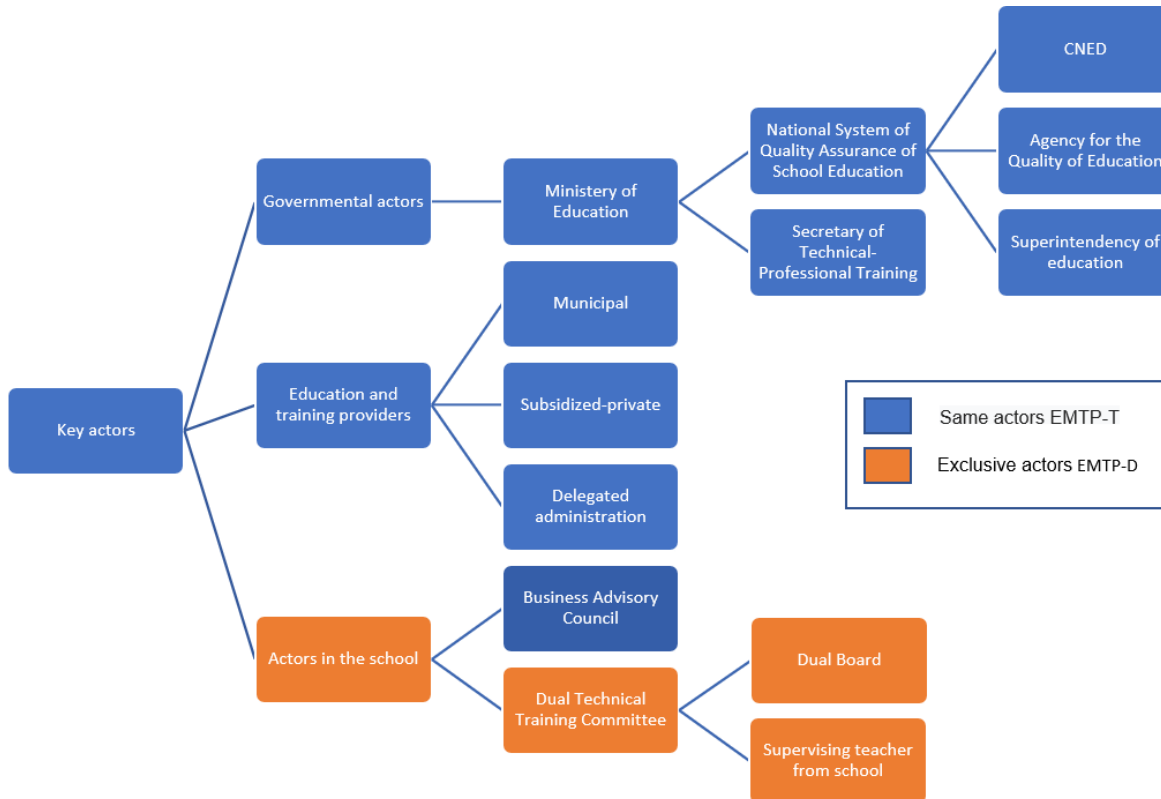 CNED
National System of
Quality Assurance of
School Education
Agency for the
Quality of Education
Governmental actors
Ministery of
Education
Secretary of
Technical-
Professional Training
Superintendency of
education
Municipal
Key actors
Education and
training providers
Subsidized-private
Delegated
administration
Same actors EMTP-T
Exclusive actors EMTP-D
Business Advisory
Council
Actors in the school
Dual Technical
Training Committee
Dual Board
Supervising teacher
from school